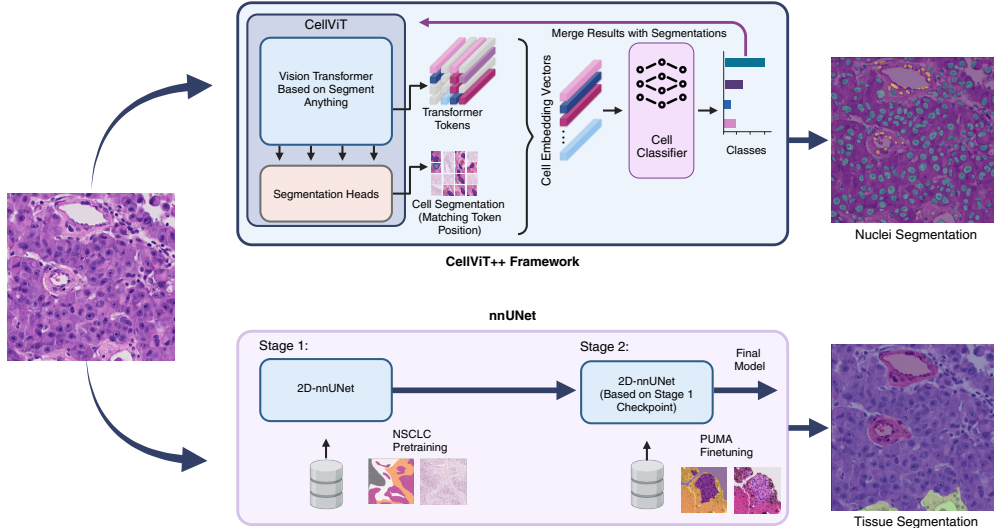 CellViT
Merge Results with Segmentations
Vision Transformer
Based on Segment
Anything
Transformer
Tokens
Segmentation Heads
Cell Segmentation
(Matching Token
Position)
Cell Embedding Vectors
Cell
Classifier
Classes
Nuclei Segmentation
CellViT++ Framework
nnUNet
Stage 1:
2D-nnUNet
NSCLC
Pretraining
Stage 2:
2D-nnUNet
(Based on Stage 1
Checkpoint)
PUMA
Finetuning
Final
Model
Tissue Segmentation